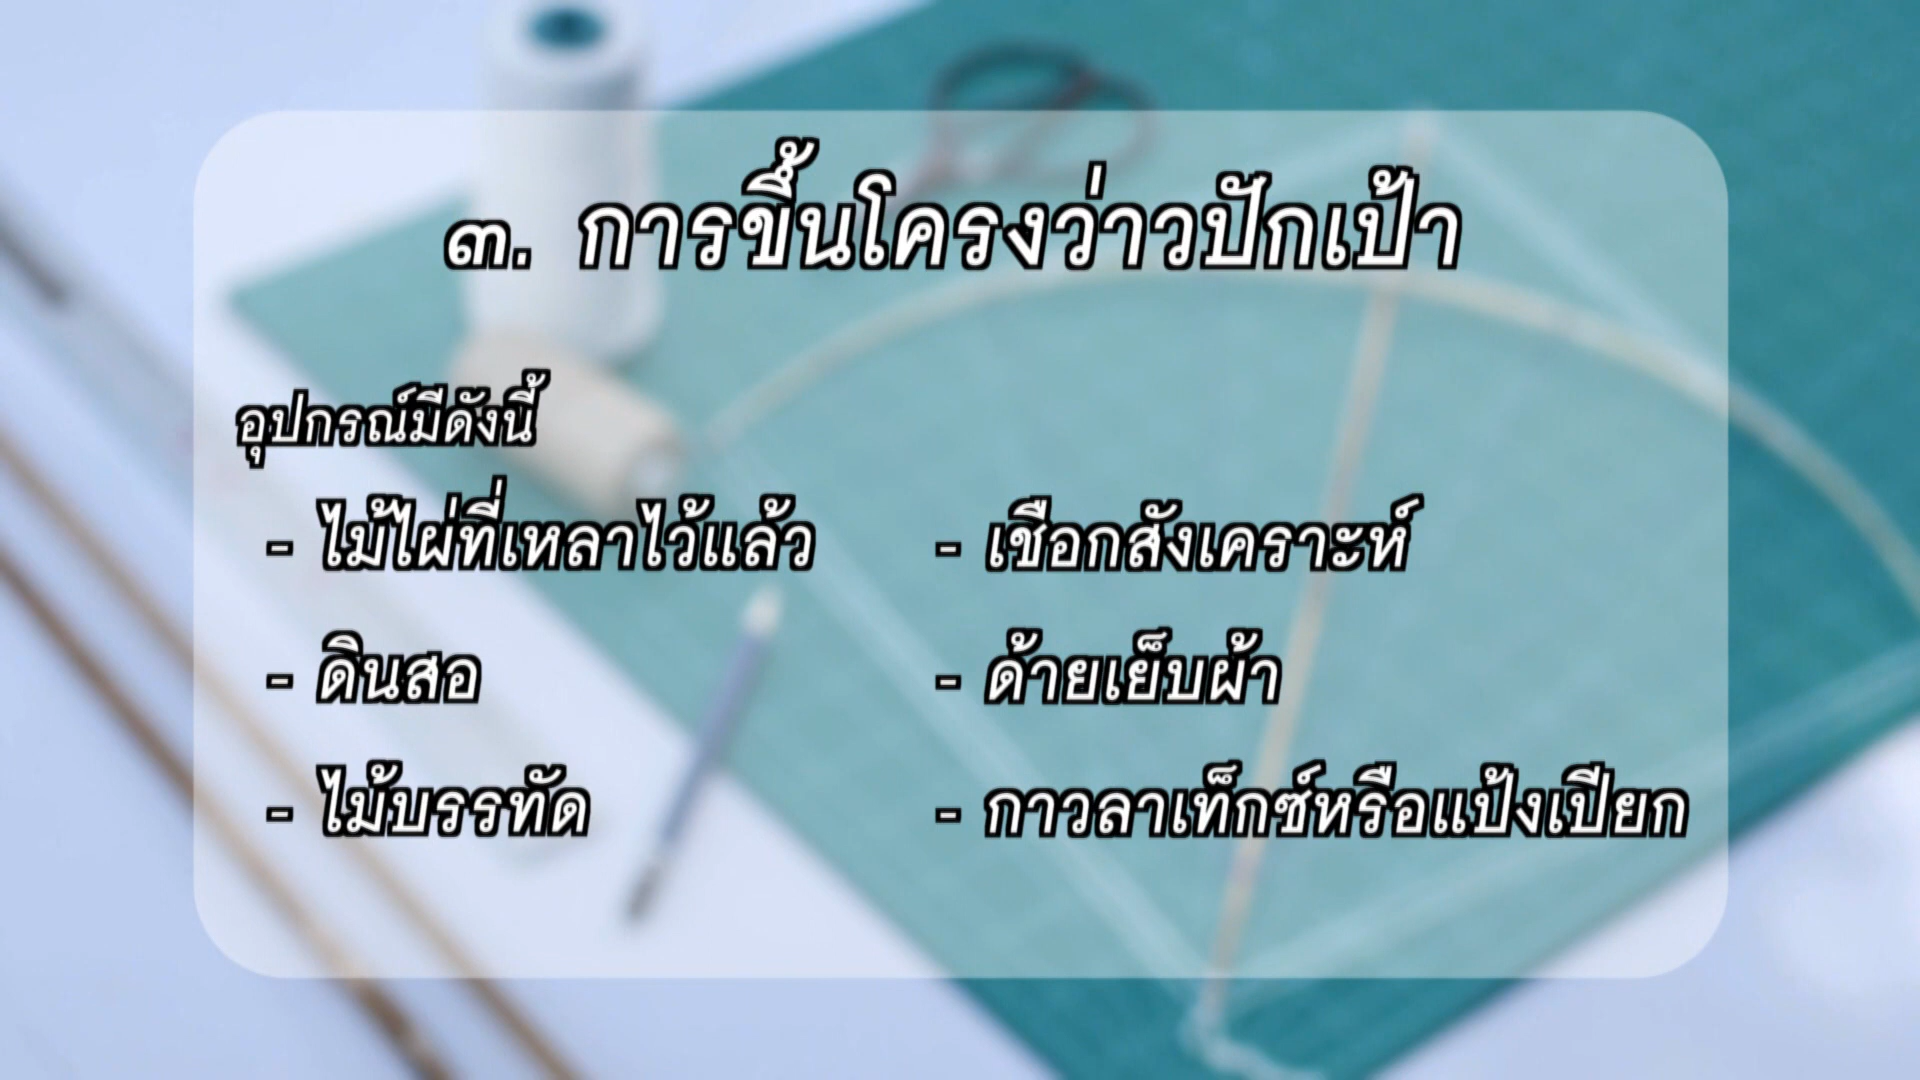 ๓. การขึ้นโครงว่าวปักเป้า
อุปกรณ์มีดังนี้
- ไม้ไผ่ที่เหลาไว้แล้ว
- ดินสอ
- ไม้บรรทัด
- เชือกสังเคราะห์
- ด้ายเย็บผ้า
- กาวลาเท็กซ์หรือแป้งเปียก